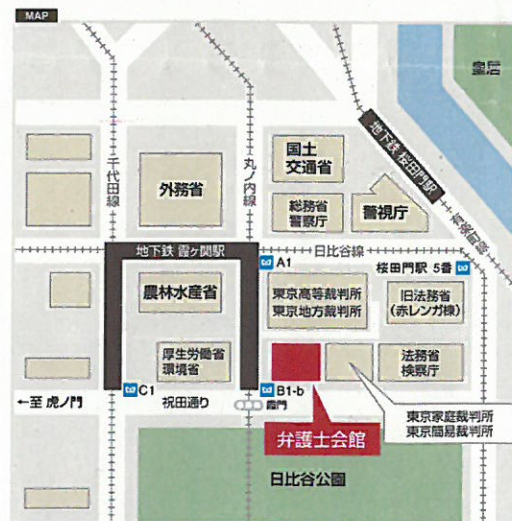 MAP
皇居
地下鉄 桜田門駅
国土
交通省
千代田線
丸ノ内線
外務省
総務省
警察庁
警視庁
有楽町線
地下鉄 霞ヶ関駅
日比谷線
A1
桜田門駅 5番
農林水産省
東京高等裁判所
東京地方裁判所
旧法務省
(赤レンガ棟)
厚生労働省
環境省
法務省
検察庁
C1
B1-b
←至 虎ノ門
祝田通り
霞門
東京家庭裁判所
東京簡易裁判所
弁護士会館
日比谷公園